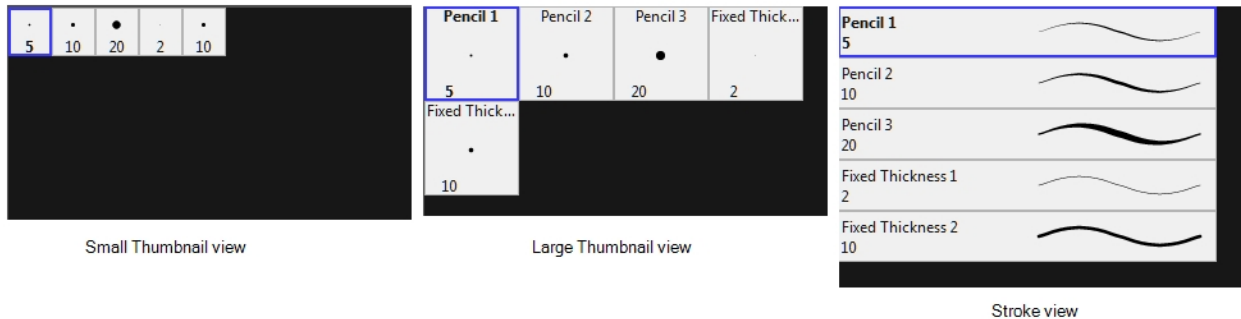 5 10 20 2 10
Small Thumbnail view
Pencil 1 Pencil 2 Pencil 3 Fixed Thick...
5 10 20 2
Fixed Thick...
10
Large Thumbnail view
Pencil 1
5
Pencil 2
10
Pencil 3
20
Fixed Thickness 1
2
Fixed Thickness 2
10
Stroke view